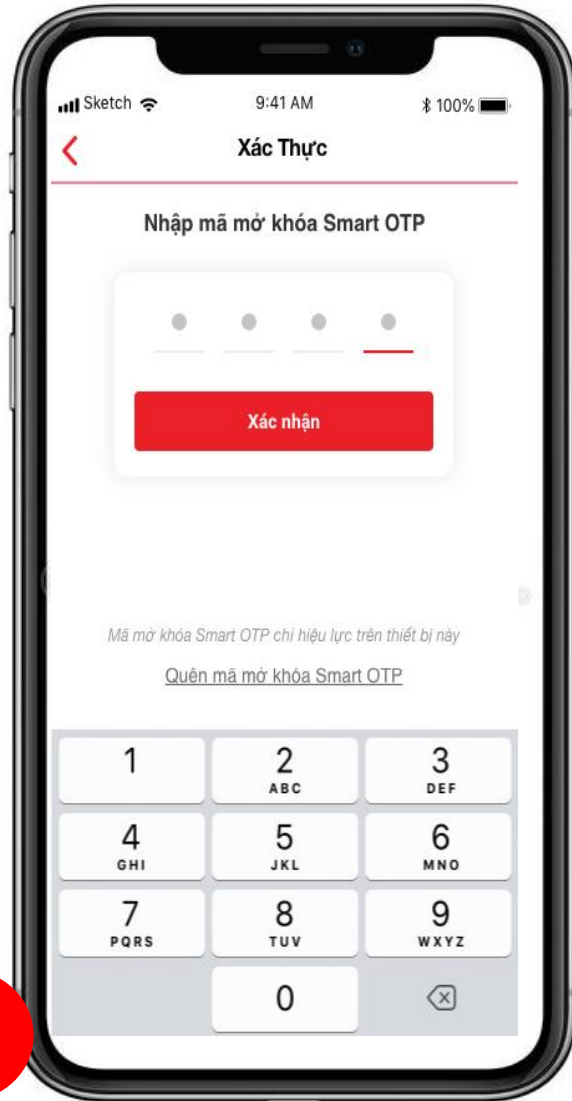 Sketch 9:41 AM 100%
Xác Thực
Nhập mã mở khóa Smart OTP
Xác nhận
Mã mở khóa Smart OTP chỉ hiệu lực trên thiết bị này
Quên mã mở khóa Smart OTP
1 2 3
ABC DEF
4 5 6
GHI JKL MNO
7 8 9
PQRS TUV WXYZ
0